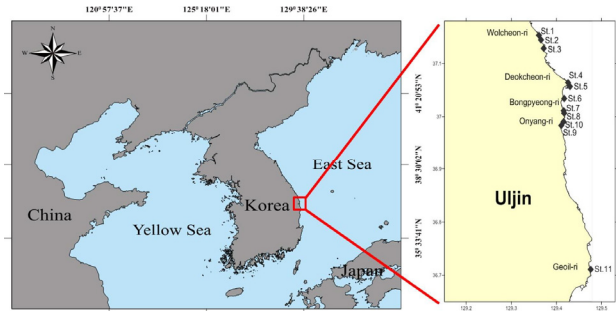 120°57'37"E 125°18'01"E 129°38'26"E
N
W E
S
41°20'53"N
38°30'02"N
35°33'41"N
East Sea
Korea
China
Yellow Sea
Japan
Wolcheon-ri
St.1
St.2
St.3
Deokcheon-ri
St.4
St.5
Bongpyeong-ri
St.6
St.7
St.8
Onyang-ri
St.10
St.9
Uljin
Geoil-ri
St.11
37.1
37
36.9
36.8
36.7
129.2 129.3 129.4 129.5